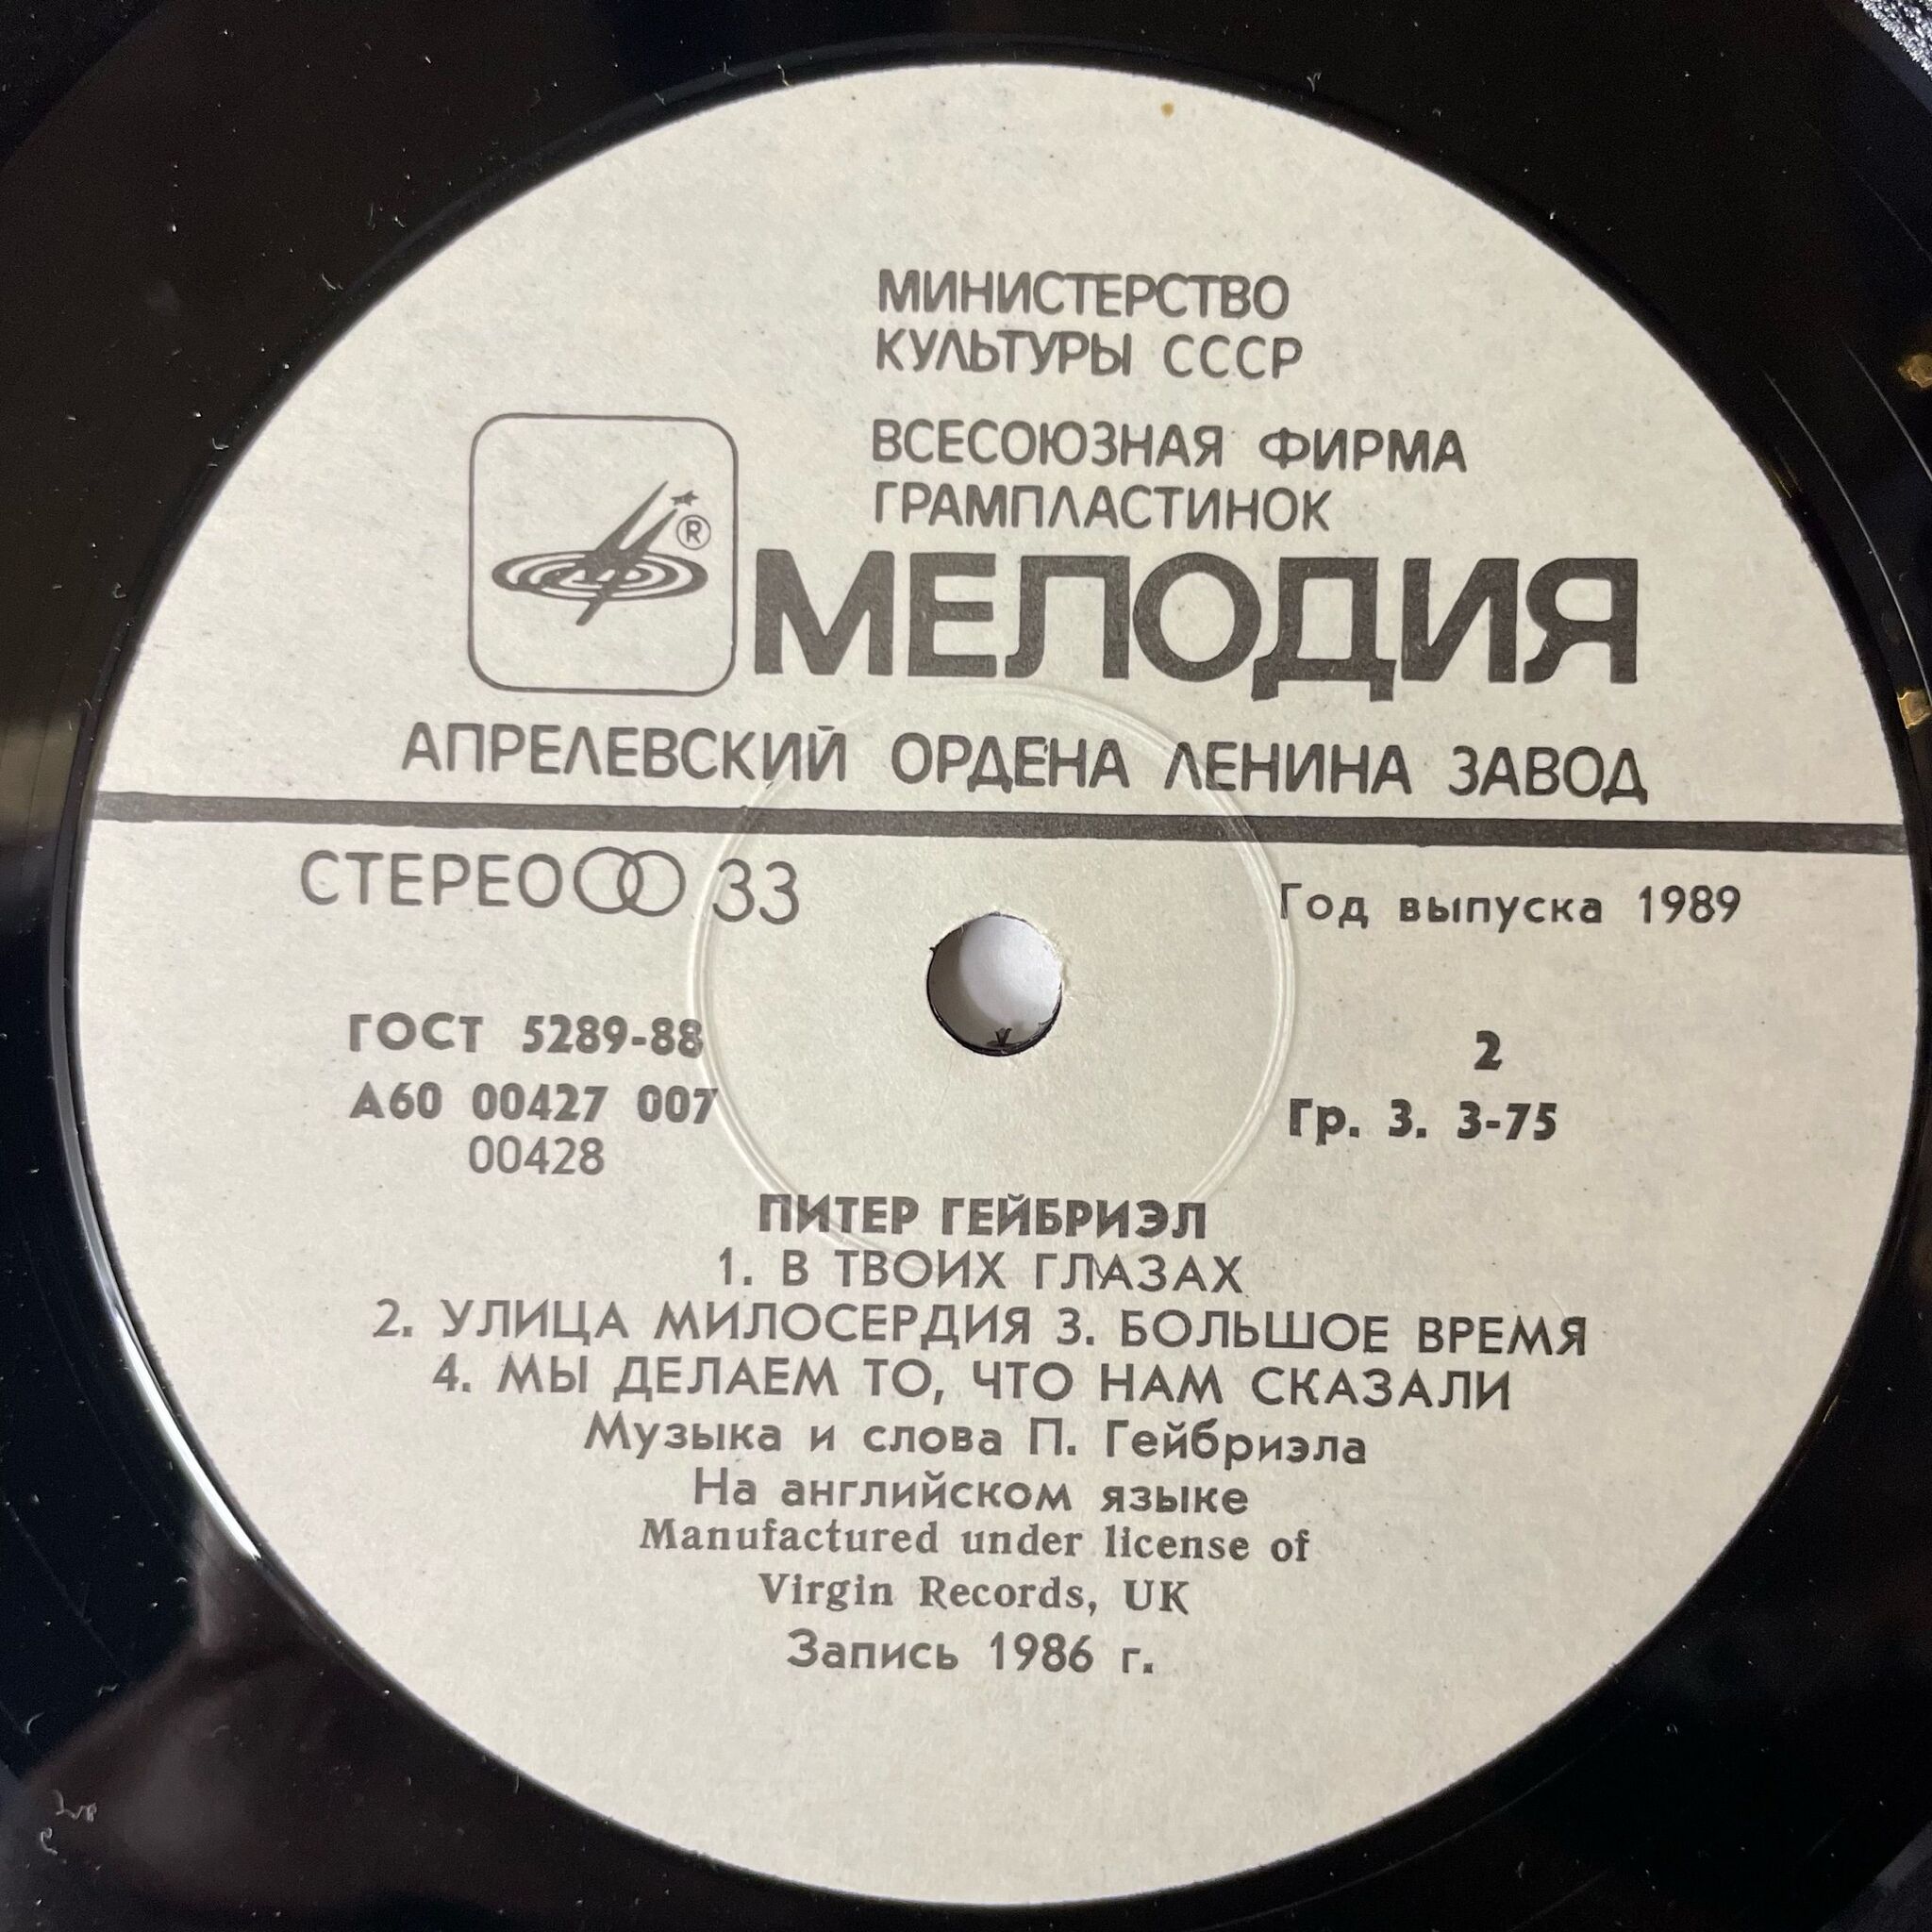 МИНИСТЕРСТВО
КУЛЬТУРЫ СССР
ВСЕСОЮЗНАЯ ФИРМА
ГРАМПЛАСТИНОК
®
МЕЛОДИЯ
АПРЕЛЕВСКИЙ ОРДЕНА ЛЕНИНА ЗАВОД
СТЕРЕО 33
Год выпуска 1989
ГОСТ 5289-88
А60 00427 007
00428
2
Гр. 3. 3-75
ПИТЕР ГЕЙБРИЭЛ
1. В ТВОИХ ГЛАЗАХ
2. УЛИЦА МИЛОСЕРДИЯ 3. БОЛЬШОЕ ВРЕМЯ
4. МЫ ДЕЛАЕМ ТО, ЧТО НАМ СКАЗАЛИ
Музыка и слова П. Гейбриэла
На английском языке
Manufactured under license of
Virgin Records, UK
Запись 1986 г.